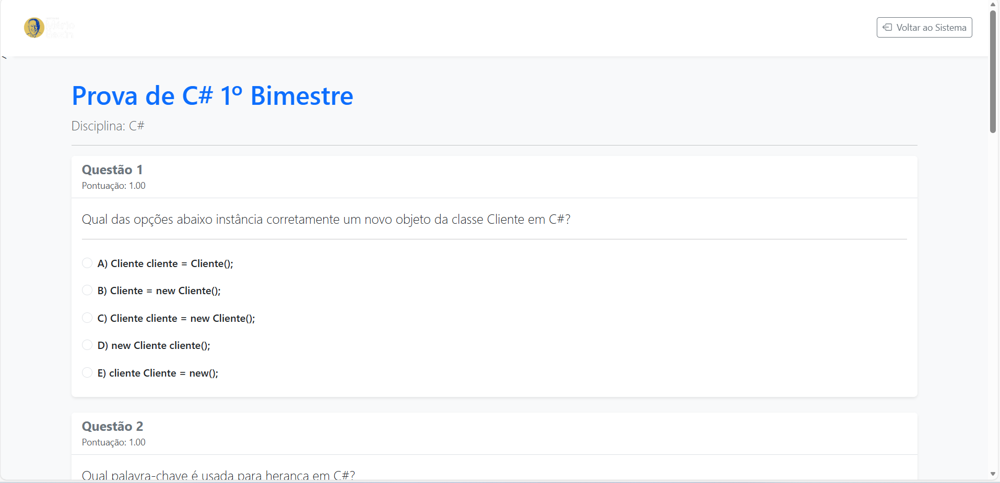 Voltar ao Sistema
Prova de C# 1º Bimestre
Disciplina: C#
Questão 1
Pontuação: 1.00
Qual das opções abaixo instância corretamente um novo objeto da classe Cliente em C#?
A) Cliente cliente = Cliente();
B) Cliente = new Cliente();
C) Cliente cliente = new Cliente();
D) new Cliente cliente();
E) cliente Cliente = new();
Questão 2
Pontuação: 1.00
Qual palavra-chave é usada para herança em C#?